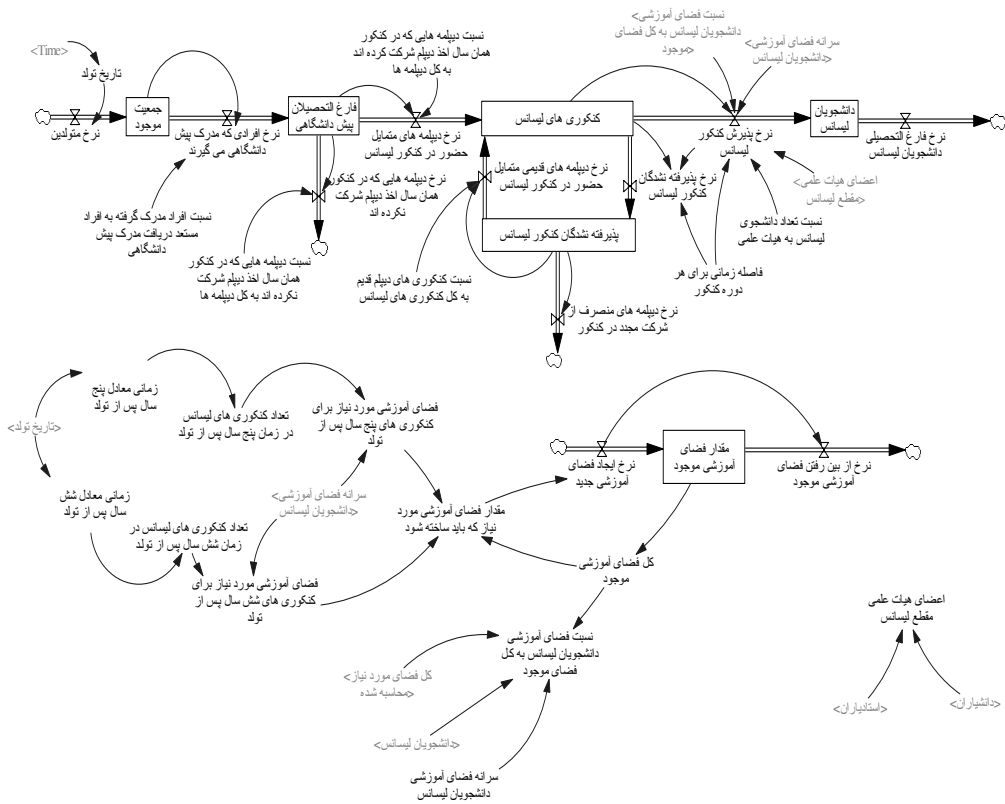 <Time>
تاریخ تولد
نرخ متولدین
جمعیت
موجود
نرخ افرادی که مدرک پیش
دانشگاهی می گیرند
نسبت افراد مدرک گرفته به افراد
مستعد دریافت مدرک پیش
دانشگاهی
فارغ التحصیلان
پیش دانشگاهی
نسبت دیپلمه هایی که در کنکور
همان سال اخذ دیپلم شرکت کرده اند
به کل دیپلمه ها
نرخ دیپلمه های متمایل
حضور در کنکور لیسانس
نرخ دیپلمه هایی که در کنکور
همان سال اخذ دیپلم شرکت
نکرده اند
نسبت دیپلمه هایی که در کنکور
همان سال اخذ دیپلم شرکت
نکرده اند به کل دیپلمه ها
کنکوری های لیسانس
نرخ دیپلمه های قدیمی متمایل
حضور در کنکور لیسانس
نسبت کنکوری های دیپلم قدیم
به کل کنکوری های لیسانس
پذیرفته نشدگان کنکور لیسانس
نرخ پذیرفته نشدگان
کنکور لیسانس
نرخ دیپلمه های منصرف از
شرکت مجدد در کنکور
<نسبت فضای آموزشی
دانشجویان لیسانس به کل فضای
موجود>
<سرانه فضای آموزشی
دانشجویان لیسانس>
نرخ پذیرش کنکور
لیسانس
<اعضای هیات علمی
مقطع لیسانس>
نسبت تعداد دانشجوی
لیسانس به هیات علمی
فاصله زمانی برای هر
دوره کنکور
دانشجویان
لیسانس
نرخ فارغ التحصیلی
دانشجویان لیسانس
<تاریخ تولد>
زمانی معادل پنج
سال پس از تولد
تعداد کنکوری های لیسانس
در زمان پنج سال پس از تولد
فضای آموزشی مورد نیاز برای
کنکوری های پنج سال پس از
تولد
زمانی معادل شش
سال پس از تولد
تعداد کنکوری های لیسانس در
زمان شش سال پس از تولد
<سرانه فضای آموزشی
دانشجویان لیسانس>
فضای آموزشی مورد نیاز برای
کنکوری های شش سال پس از
تولد
مقدار فضای آموزشی مورد
نیاز که باید ساخته شود
نرخ ایجاد فضای
آموزشی جدید
مقدار فضای
آموزشی موجود
نرخ از بین رفتن فضای
آموزشی موجود
کل فضای آموزشی
موجود
نسبت فضای آموزشی
دانشجویان لیسانس به کل
فضای موجود
<کل فضای مورد نیاز
محاسبه شده>
<دانشجویان لیسانس>
سرانه فضای آموزشی
دانشجویان لیسانس
اعضای هیات علمی
مقطع لیسانس
<استادیاران>
<دانشیاران>